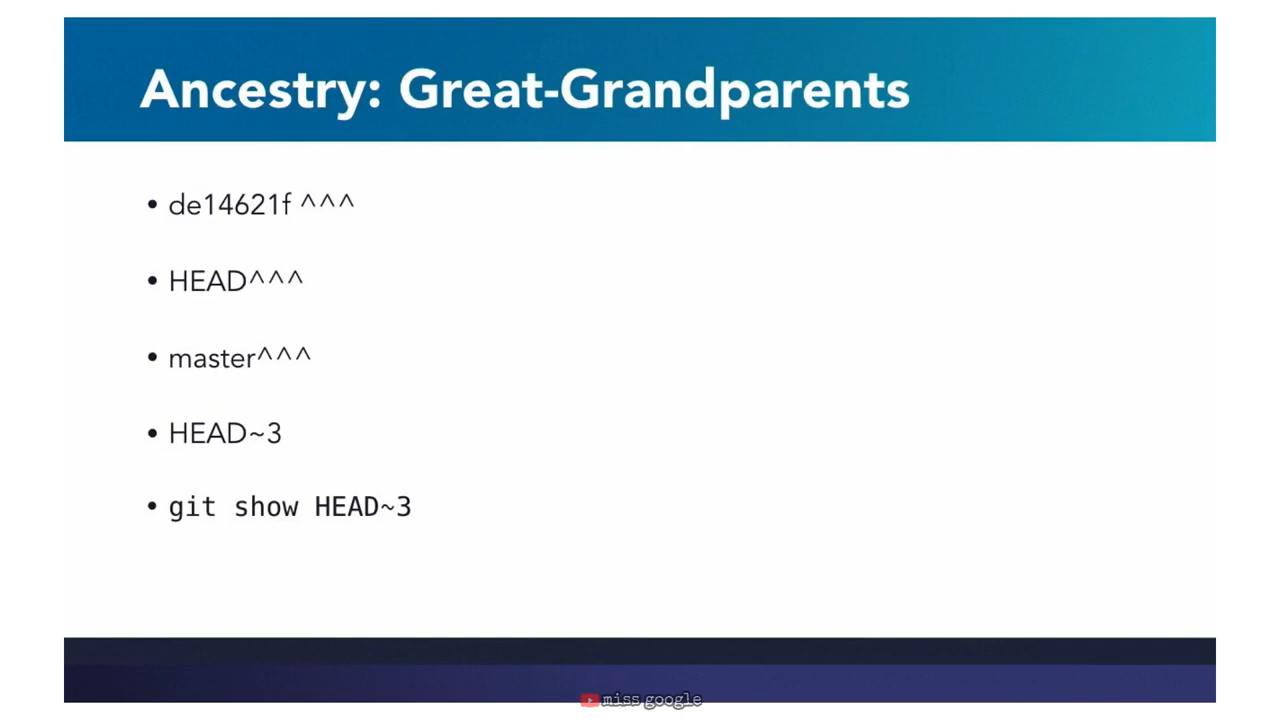 Ancestry: Great-Grandparents
• de14621f ^^^
• HEAD^^^
• master^^^
• HEAD~3
• git show HEAD~3
miss google